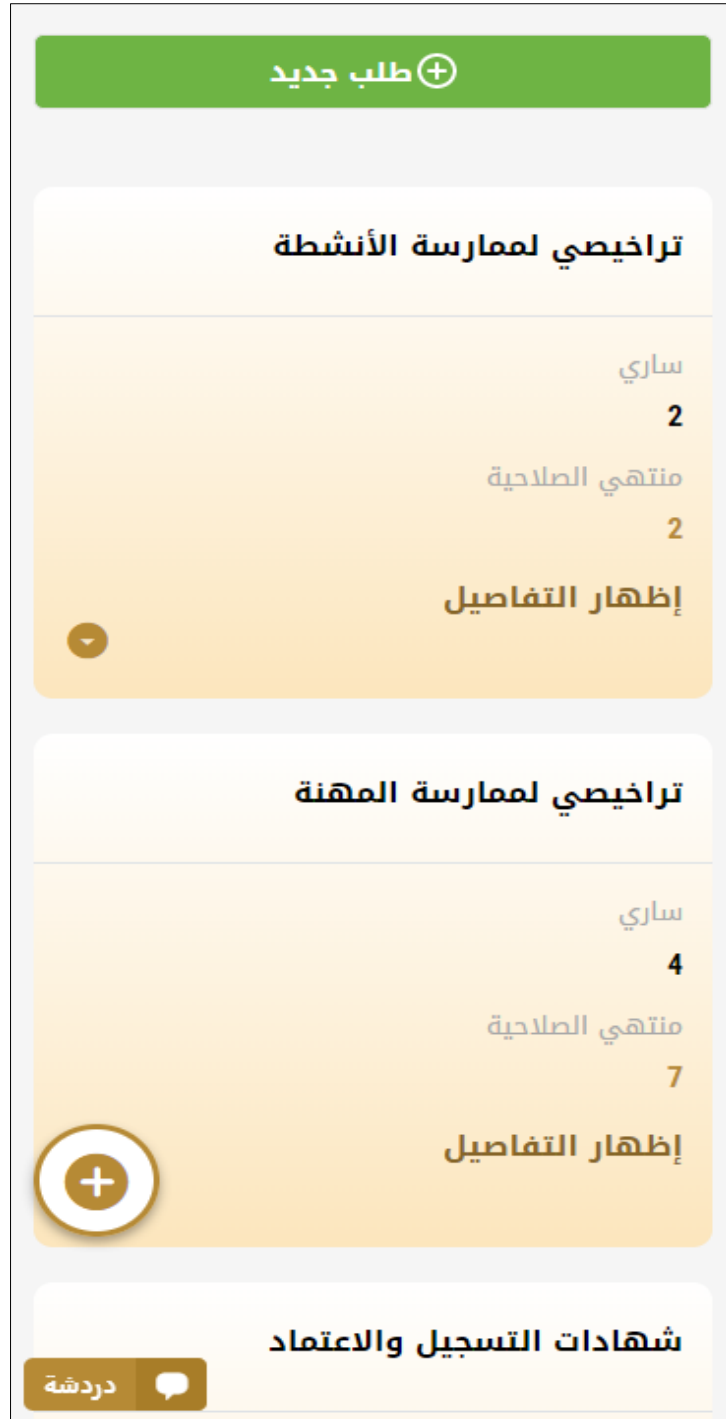 طلب جديد
تراخيصي لممارسة الأنشطة
ساري
2
منتهي الصلاحية
2
إظهار التفاصيل
تراخيصي لممارسة المهنة
ساري
4
منتهي الصلاحية
7
إظهار التفاصيل
شهادات التسجيل والاعتماد
دردشة